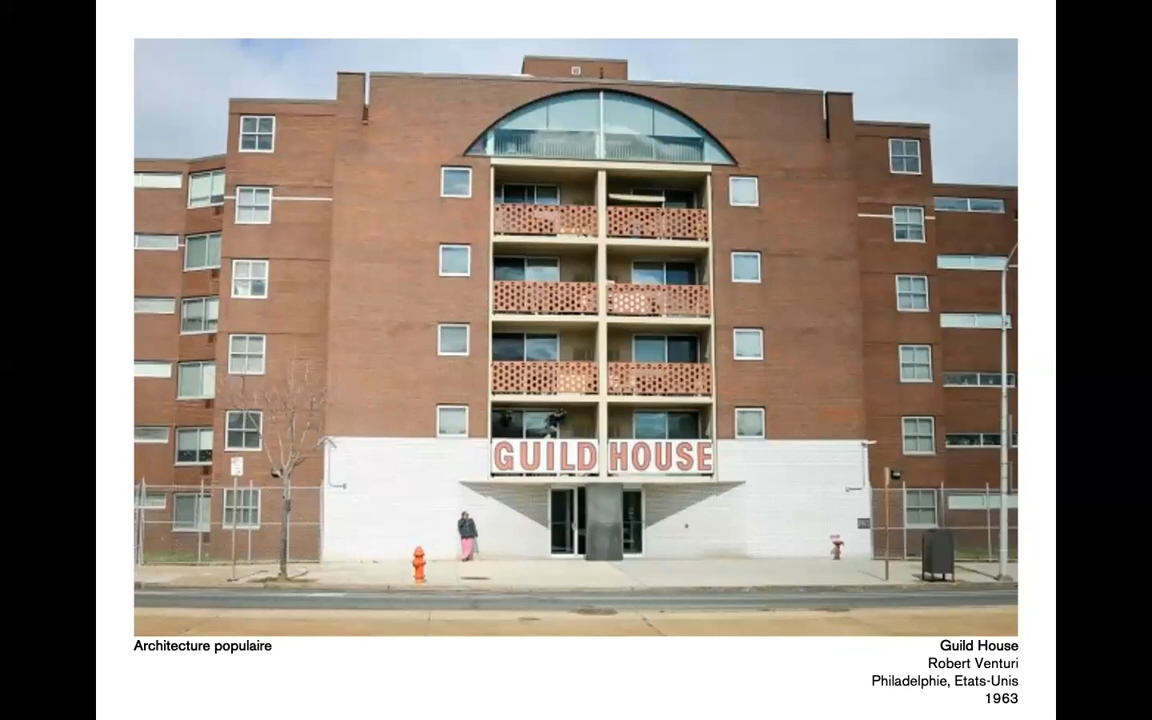 GUILD HOUSE
Architecture populaire
Guild House
Robert Venturi
Philadelphie, Etats-Unis
1963